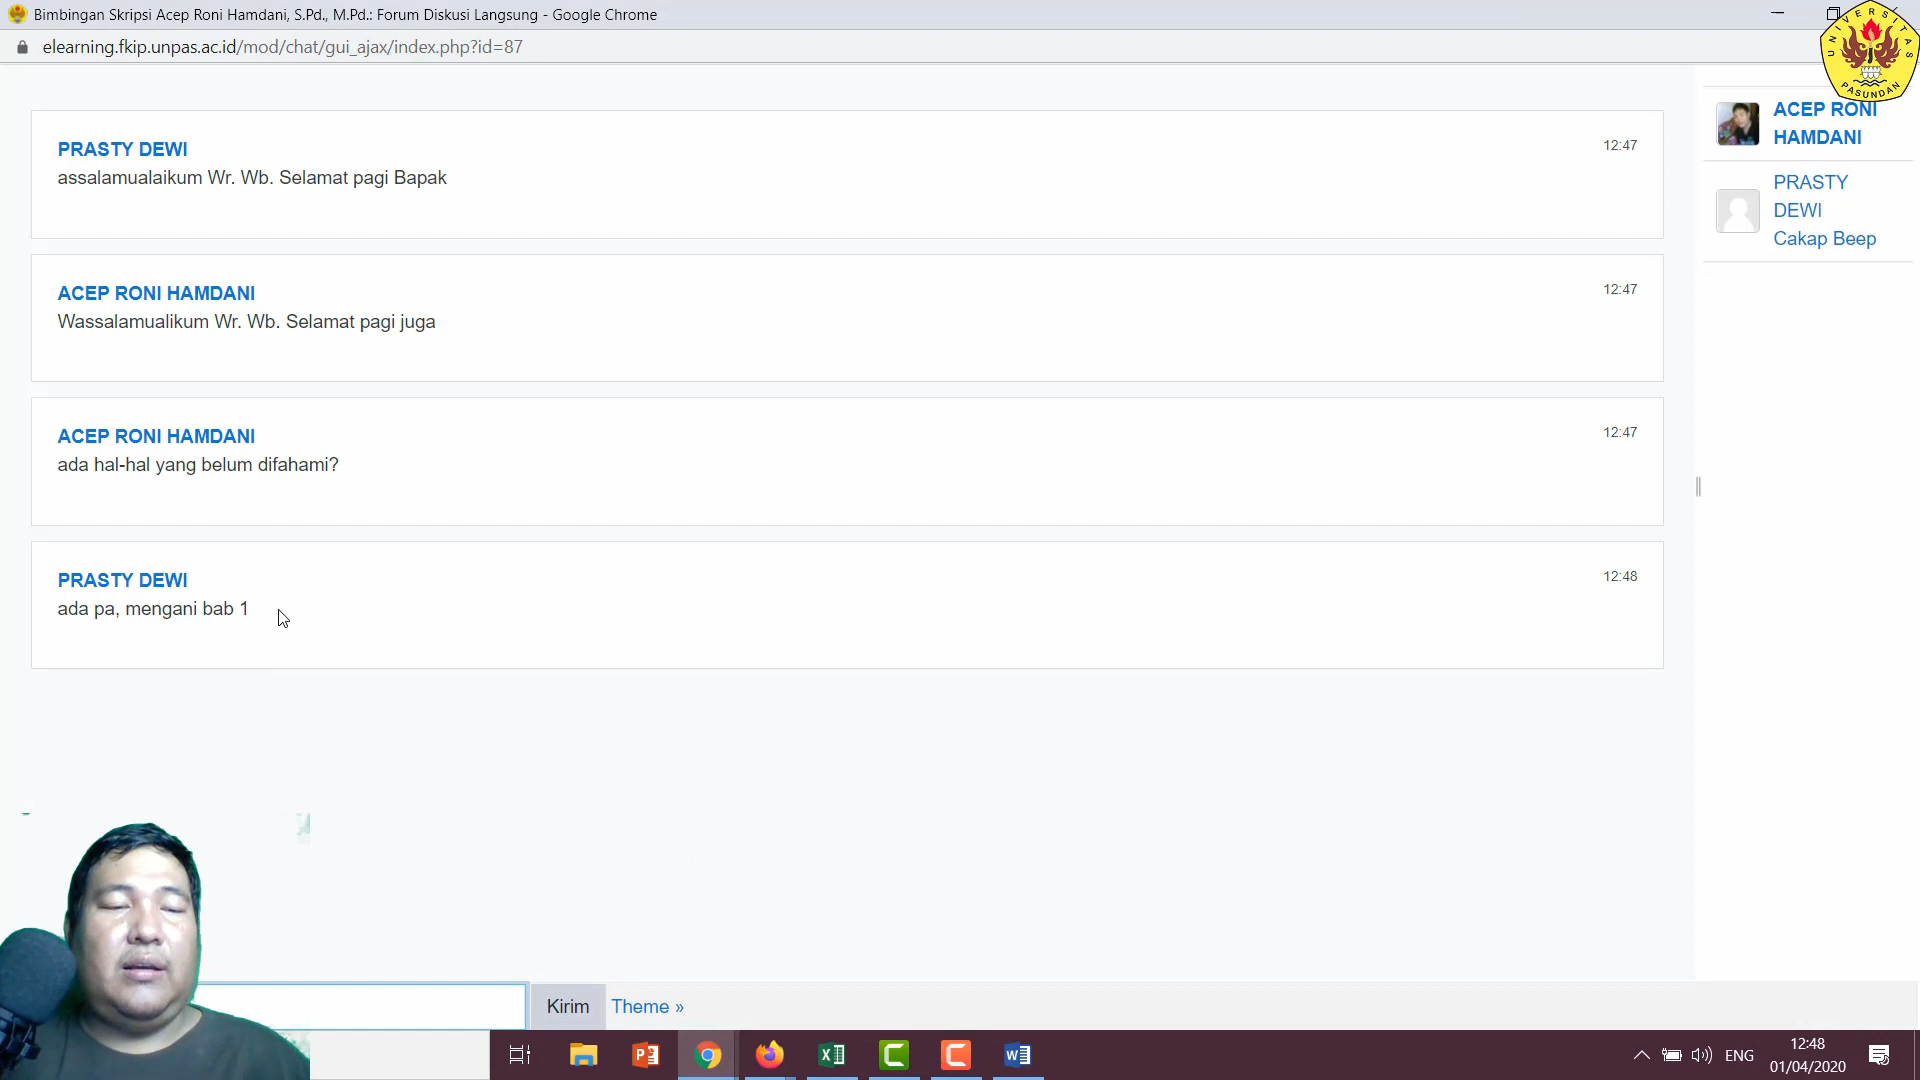 Bimbingan Skripsi Acep Roni Hamdani, S.Pd., M.Pd.: Forum Diskusi Langsung - Google Chrome
elearning.fkip.unpas.ac.id/mod/chat/gui_ajax/index.php?id=87
UNIVERSITAS
PASUNDAN
PRASTY DEWI
12:47
assalamualaikum Wr. Wb. Selamat pagi Bapak
ACEP RONI HAMDANI
12:47
Wassalamualikum Wr. Wb. Selamat pagi juga
ACEP RONI HAMDANI
12:47
ada hal-hal yang belum difahami?
PRASTY DEWI
12:48
ada pa, mengani bab 1
ACEP RONI
HAMDANI
PRASTY
DEWI
Cakap Beep
Kirim
Theme »
ENG
12:48
01/04/2020